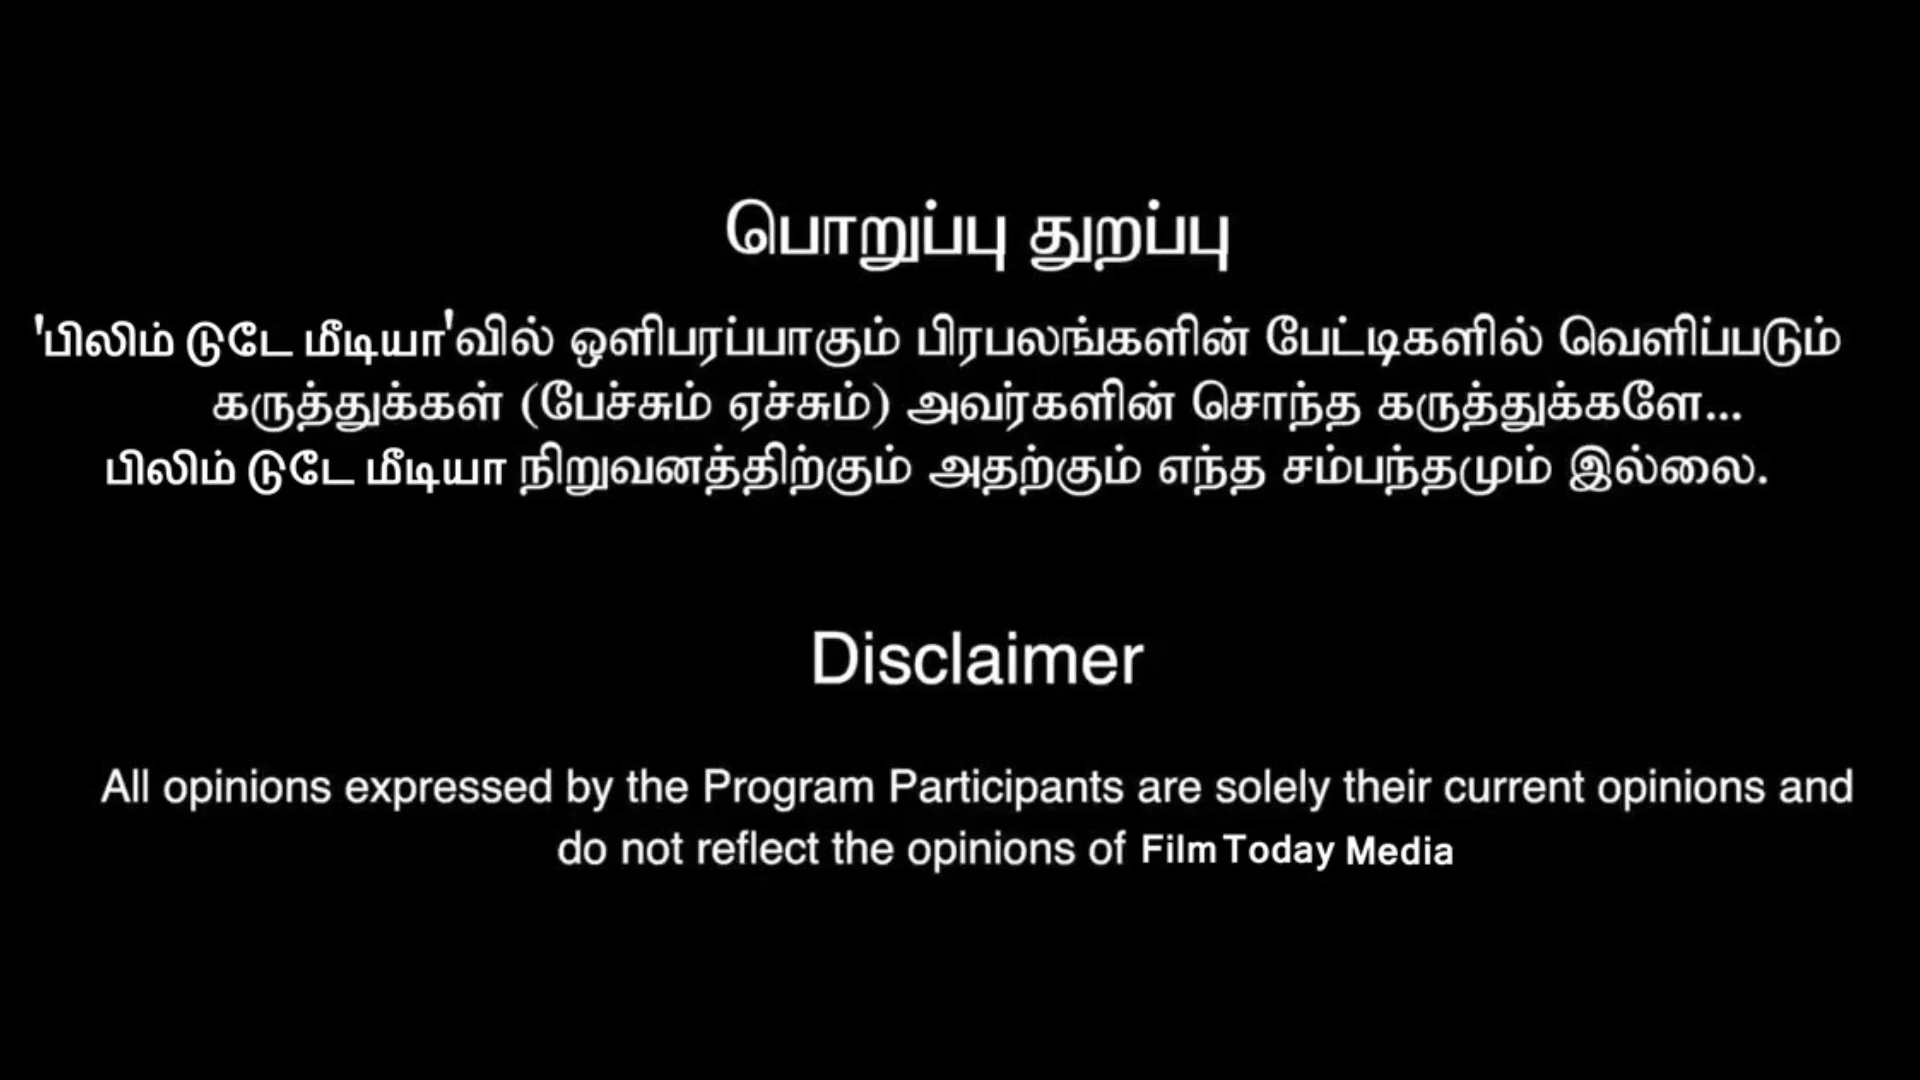 பொறுப்பு துறப்பு
'பிலிம் டுடே மீடியா'வில் ஒளிபரப்பாகும் பிரபலங்களின் பேட்டிகளில் வெளிப்படும்
கருத்துக்கள் (பேச்சும் ஏச்சும்) அவர்களின் சொந்த கருத்துக்களே...
பிலிம் டுடே மீடியா நிறுவனத்திற்கும் அதற்கும் எந்த சம்பந்தமும் இல்லை.
Disclaimer
All opinions expressed by the Program Participants are solely their current opinions and
do not reflect the opinions of Film Today Media